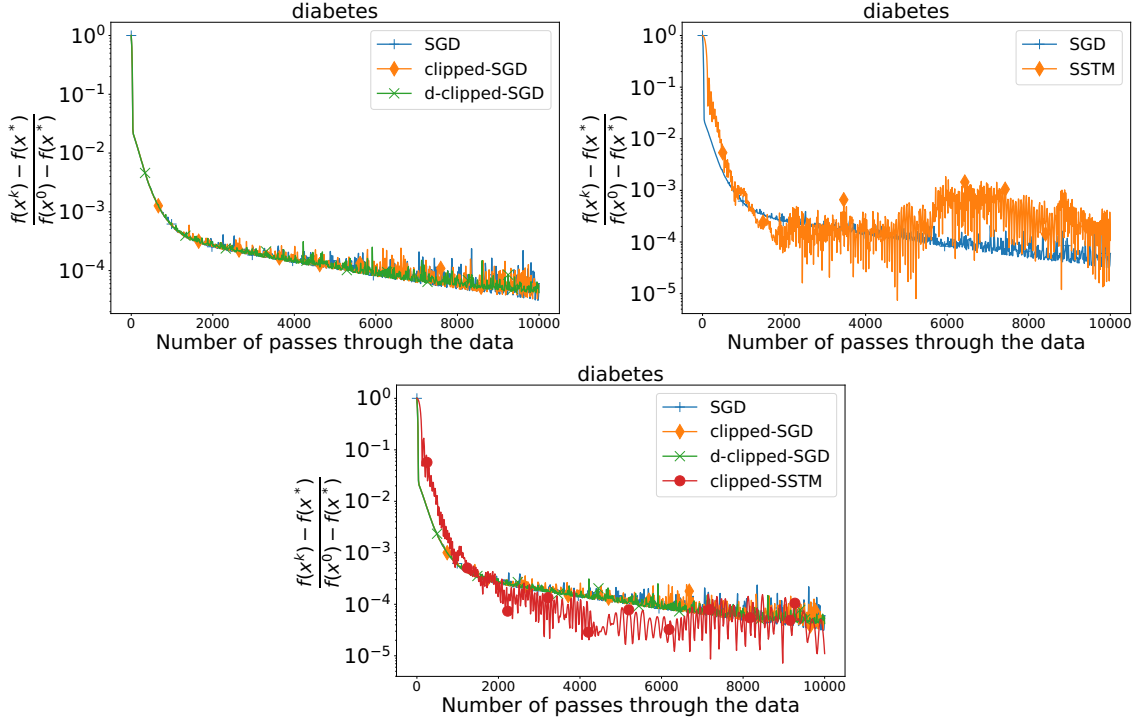 diabetes
10^0
10^-1
10^-2
10^-3
10^-4
f(x^k) − f(x^*)
f(x^0) − f(x^*)
SGD
clipped-SGD
d-clipped-SGD
0 2000 4000 6000 8000 10000
Number of passes through the data
diabetes
10^0
10^-1
10^-2
10^-3
10^-4
10^-5
f(x^k) − f(x^*)
f(x^0) − f(x^*)
SGD
SSTM
0 2000 4000 6000 8000 10000
Number of passes through the data
diabetes
10^0
10^-1
10^-2
10^-3
10^-4
10^-5
f(x^k) − f(x^*)
f(x^0) − f(x^*)
SGD
clipped-SGD
d-clipped-SGD
clipped-SSTM
0 2000 4000 6000 8000 10000
Number of passes through the data